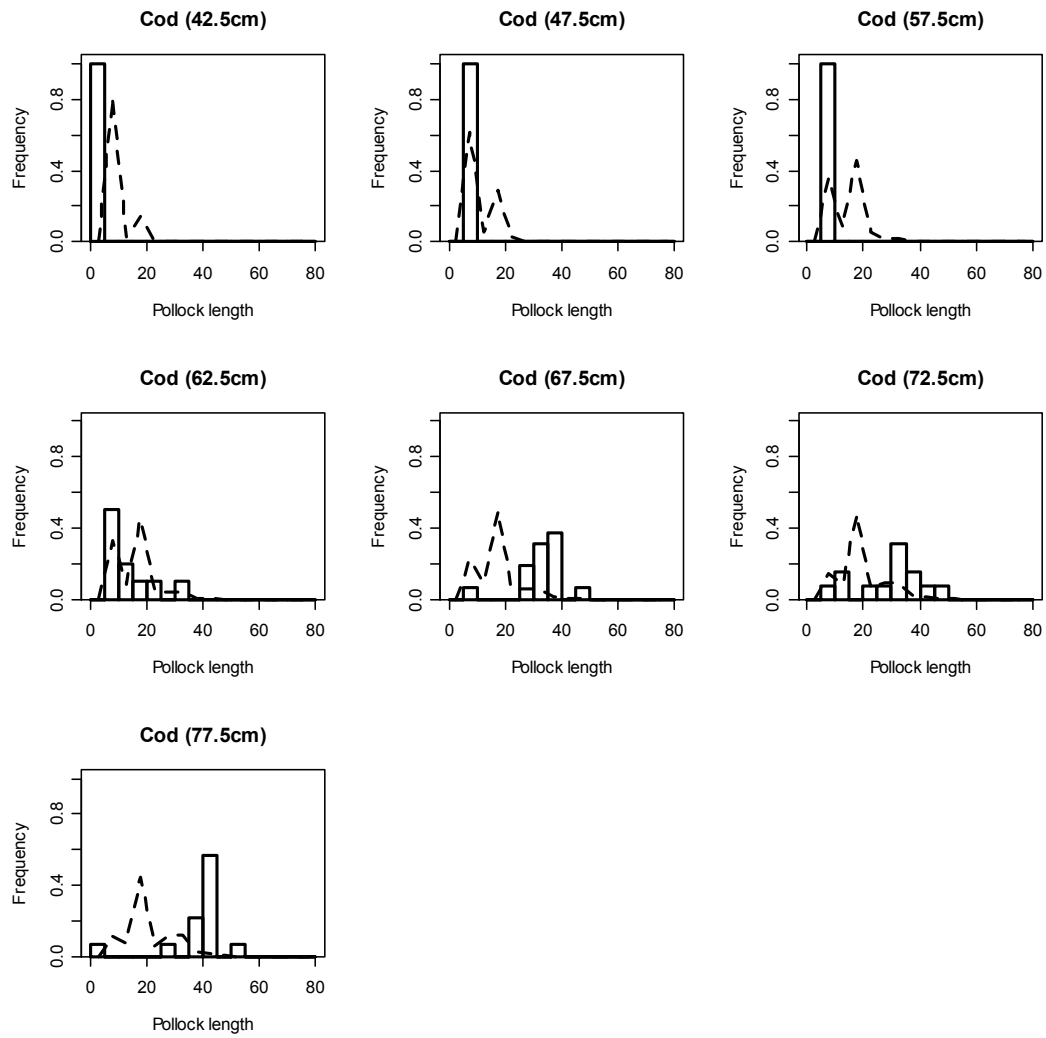 Cod (42.5cm)
Frequency
0.0 0.4 0.8
0 20 40 60 80
Pollock length
Cod (47.5cm)
Frequency
0.0 0.4 0.8
0 20 40 60 80
Pollock length
Cod (57.5cm)
Frequency
0.0 0.4 0.8
0 20 40 60 80
Pollock length
Cod (62.5cm)
Frequency
0.0 0.4 0.8
0 20 40 60 80
Pollock length
Cod (67.5cm)
Frequency
0.0 0.4 0.8
0 20 40 60 80
Pollock length
Cod (72.5cm)
Frequency
0.0 0.4 0.8
0 20 40 60 80
Pollock length
Cod (77.5cm)
Frequency
0.0 0.4 0.8
0 20 40 60 80
Pollock length